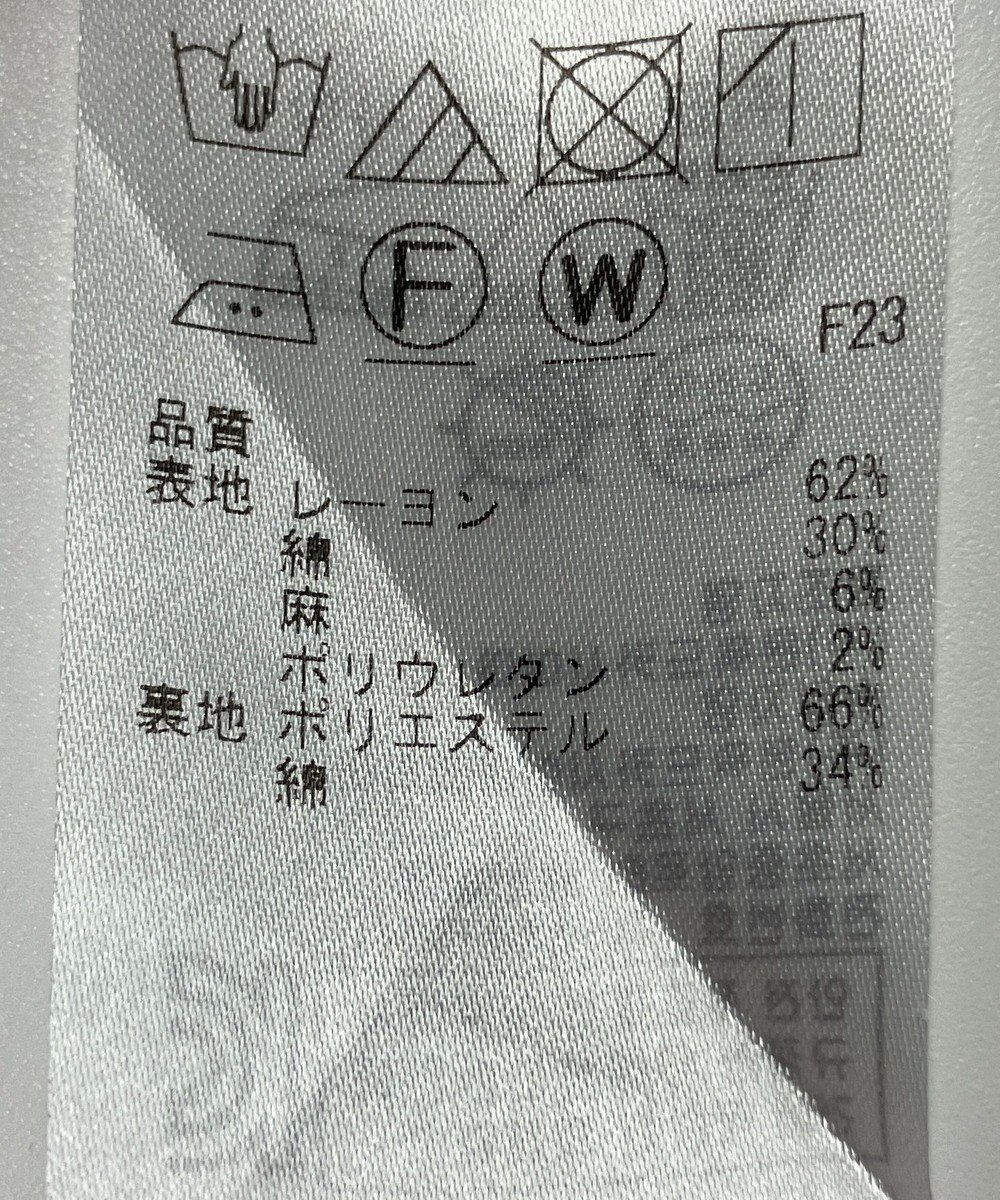 F W
F23
品質
表地 レーヨン 62%
綿 30%
麻 6%
ポリウレタン 2%
裏地 ポリエステル 66%
綿 34%